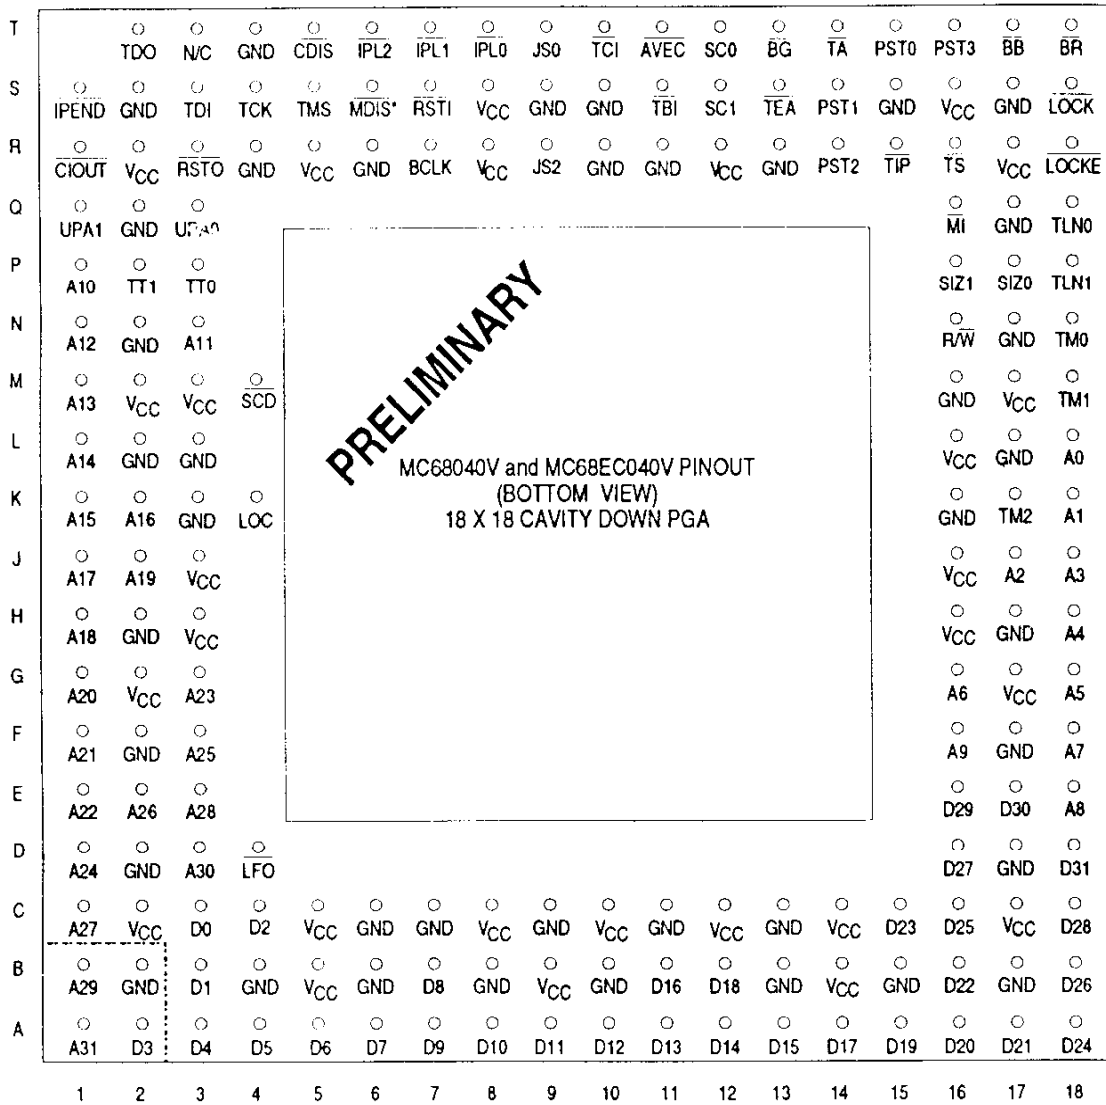 T
TDO N/C GND CDIS IPL2 IPL1 IPL0 JS0 TCI AVEC SC0 BG TA PST0 PST3 BB BR
S
IPEND GND TDI TCK TMS MDIS* RSTI VCC GND GND TBI SC1 TEA PST1 GND VCC GND LOCK
R
CIOUT VCC RSTO GND VCC GND BCLK VCC JS2 GND GND VCC GND PST2 TIP TS VCC LOCKE
Q
UPA1 GND UPA0 MI GND TLN0
P
A10 TT1 TT0 SIZ1 SIZ0 TLN1
N
A12 GND A11 R/W GND TM0
M
A13 VCC VCC SCD GND VCC TM1
L
A14 GND GND VCC GND A0
K
A15 A16 GND LOC GND TM2 A1
J
A17 A19 VCC VCC A2 A3
H
A18 GND VCC VCC GND A4
G
A20 VCC A23 A6 VCC A5
F
A21 GND A25 A9 GND A7
E
A22 A26 A28 D29 D30 A8
D
A24 GND A30 LFO D27 GND D31
C
A27 VCC D0 D2 VCC GND GND VCC GND VCC GND VCC GND VCC D23 D25 VCC D28
B
A29 GND D1 GND VCC GND D8 GND VCC GND D16 D18 GND VCC GND D22 GND D26
A
A31 D3 D4 D5 D6 D7 D9 D10 D11 D12 D13 D14 D15 D17 D19 D20 D21 D24
1 2 3 4 5 6 7 8 9 10 11 12 13 14 15 16 17 18
PRELIMINARY
MC68040V and MC68EC040V PINOUT
(BOTTOM VIEW)
18 X 18 CAVITY DOWN PGA